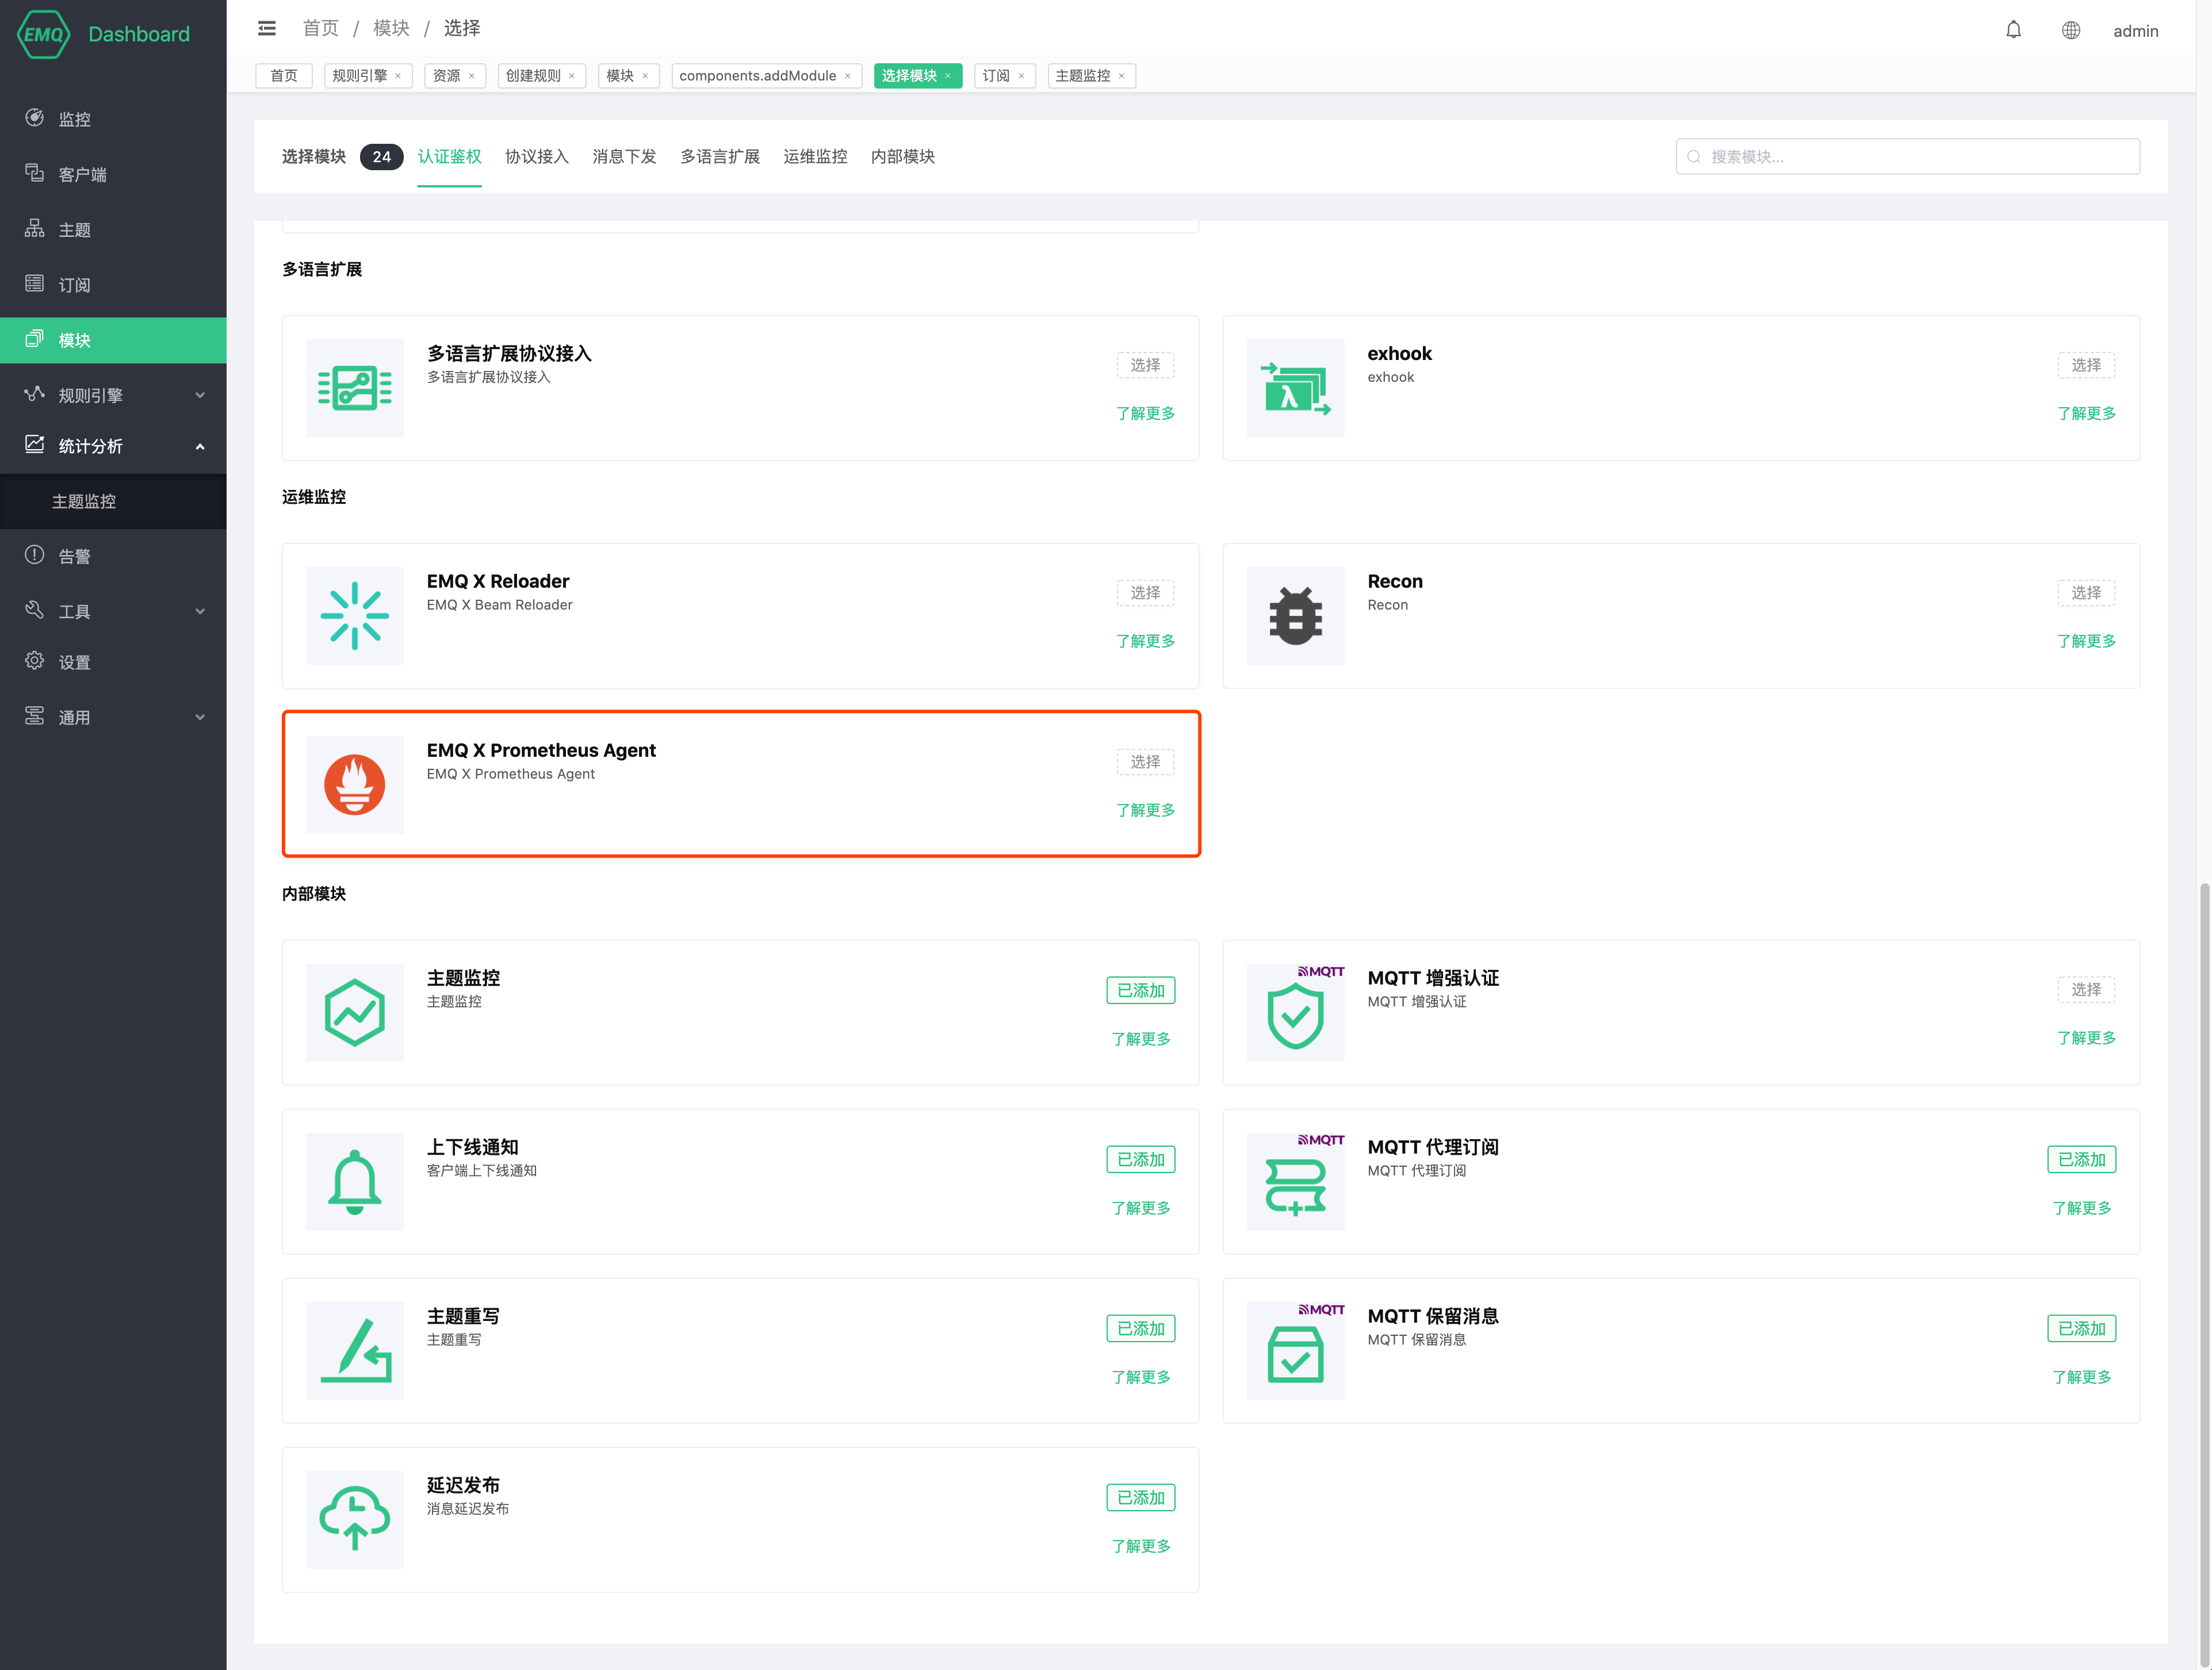 EMQ Dashboard
首页 / 模块 / 选择
admin
首页
规则引擎 ×
资源 ×
创建规则 ×
模块 ×
components.addModule ×
选择模块 ×
订阅 ×
主题监控 ×
监控
客户端
主题
订阅
模块
规则引擎
统计分析
主题监控
告警
工具
设置
通用
选择模块 24 认证鉴权 协议接入 消息下发 多语言扩展 运维监控 内部模块
搜索模块...
多语言扩展
多语言扩展协议接入
多语言扩展协议接入
选择
了解更多
exhook
exhook
选择
了解更多
运维监控
EMQ X Reloader
EMQ X Beam Reloader
选择
了解更多
Recon
Recon
选择
了解更多
EMQ X Prometheus Agent
EMQ X Prometheus Agent
选择
了解更多
内部模块
主题监控
主题监控
已添加
了解更多
MQTT
MQTT 增强认证
MQTT 增强认证
选择
了解更多
上下线通知
客户端上下线通知
已添加
了解更多
MQTT
MQTT 代理订阅
MQTT 代理订阅
已添加
了解更多
主题重写
主题重写
已添加
了解更多
MQTT
MQTT 保留消息
MQTT 保留消息
已添加
了解更多
延迟发布
消息延迟发布
已添加
了解更多